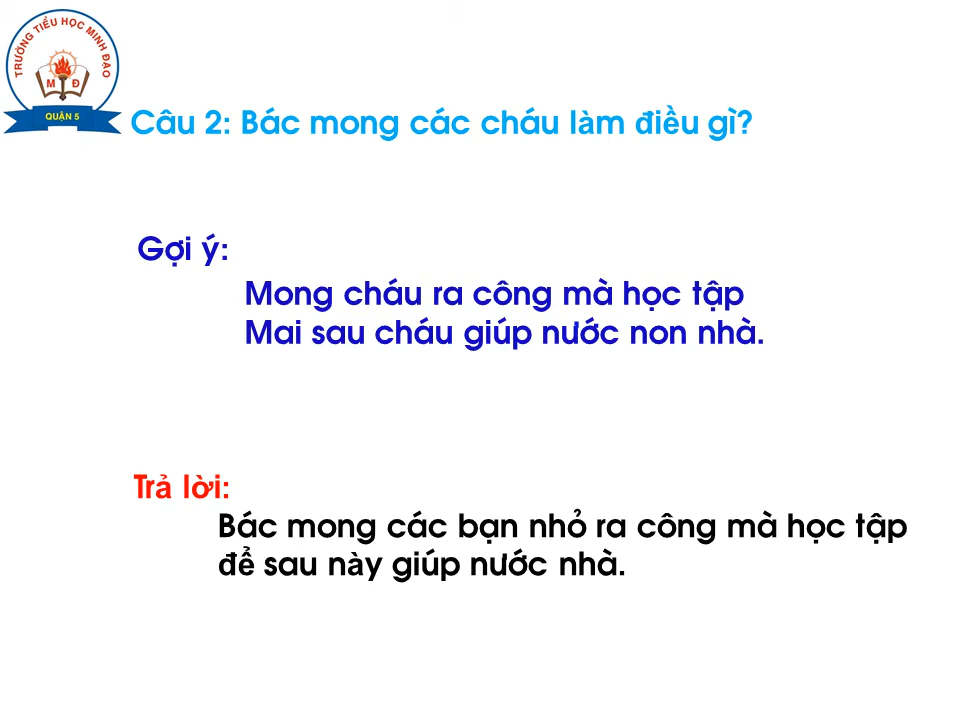 TRƯỜNG TIỂU HỌC MINH ĐẠO
M Đ
QUẬN 5
Câu 2: Bác mong các cháu làm điều gì?
Gợi ý:
Mong cháu ra công mà học tập
Mai sau cháu giúp nước non nhà.
Trả lời:
Bác mong các bạn nhỏ ra công mà học tập
để sau này giúp nước nhà.